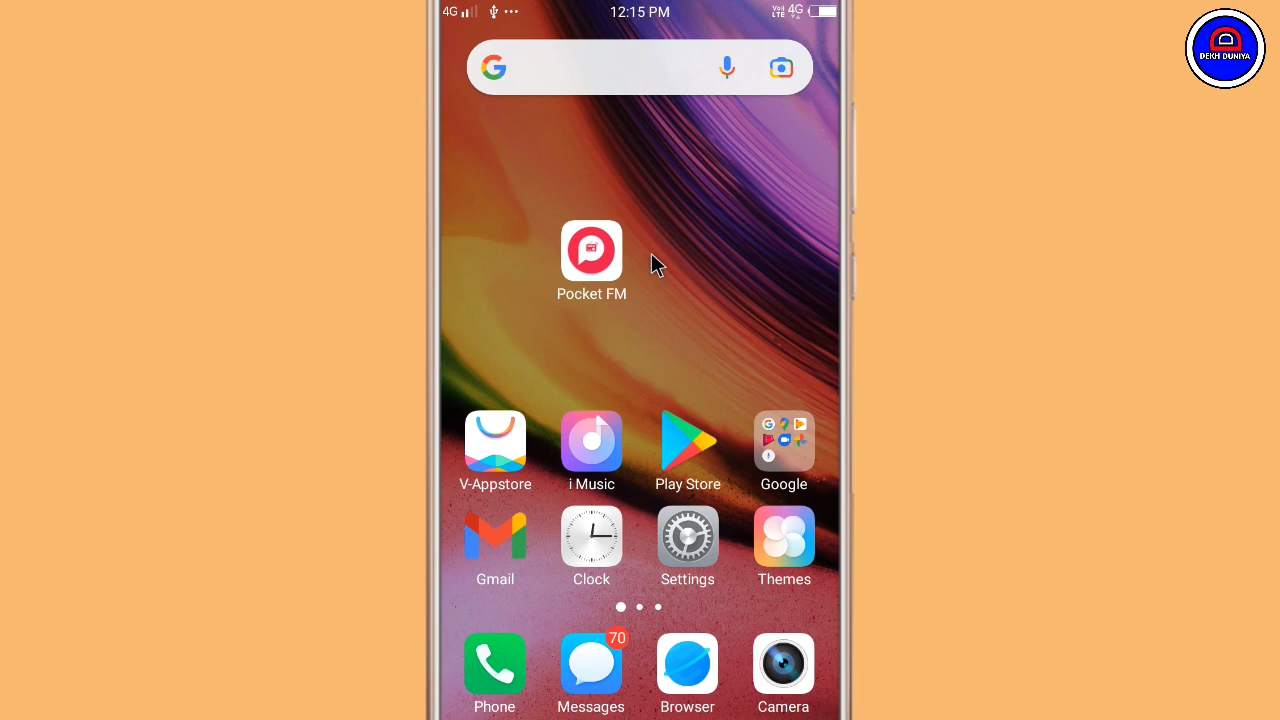 4G 12:15 PM VoLTE 4G
DEKH DUNIYA
Pocket FM
V-Appstore i Music Play Store Google
Gmail Clock Settings Themes
70
Phone Messages Browser Camera